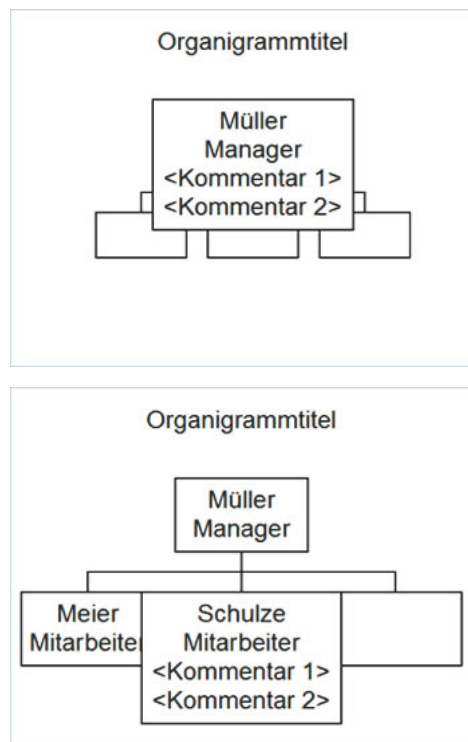 Organigrammtitel
Müller
Manager
<Kommentar 1>
<Kommentar 2>
Organigrammtitel
Müller
Manager
Meier
Mitarbeiter
Schulze
Mitarbeiter
<Kommentar 1>
<Kommentar 2>